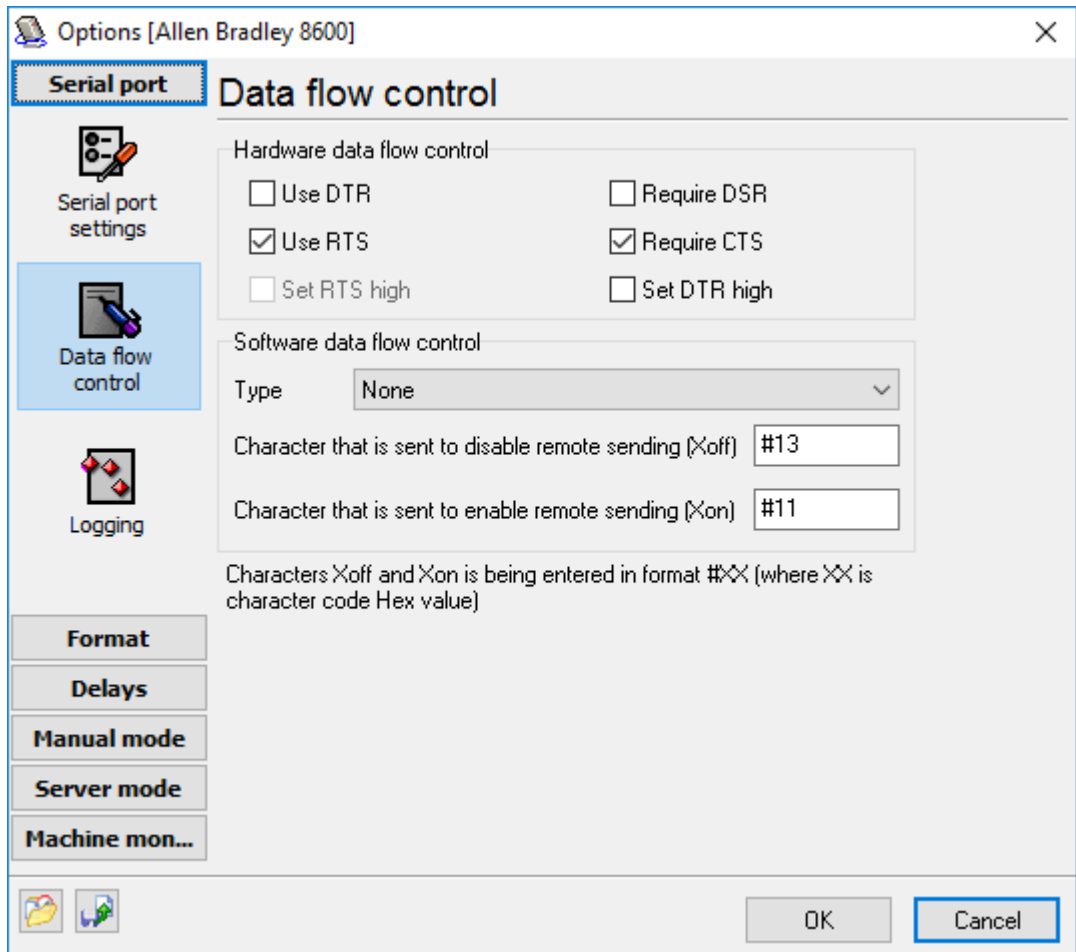 Options [Allen Bradley 8600]
Serial port
Serial port
settings
Data flow
control
Logging
Format
Delays
Manual mode
Server mode
Machine mon...
Data flow control
Hardware data flow control
Use DTR
Require DSR
Use RTS
Require CTS
Set RTS high
Set DTR high
Software data flow control
Type None
Character that is sent to disable remote sending (Xoff) #13
Character that is sent to enable remote sending (Xon) #11
Characters Xoff and Xon is being entered in format #XX (where XX is
character code Hex value)
OK
Cancel